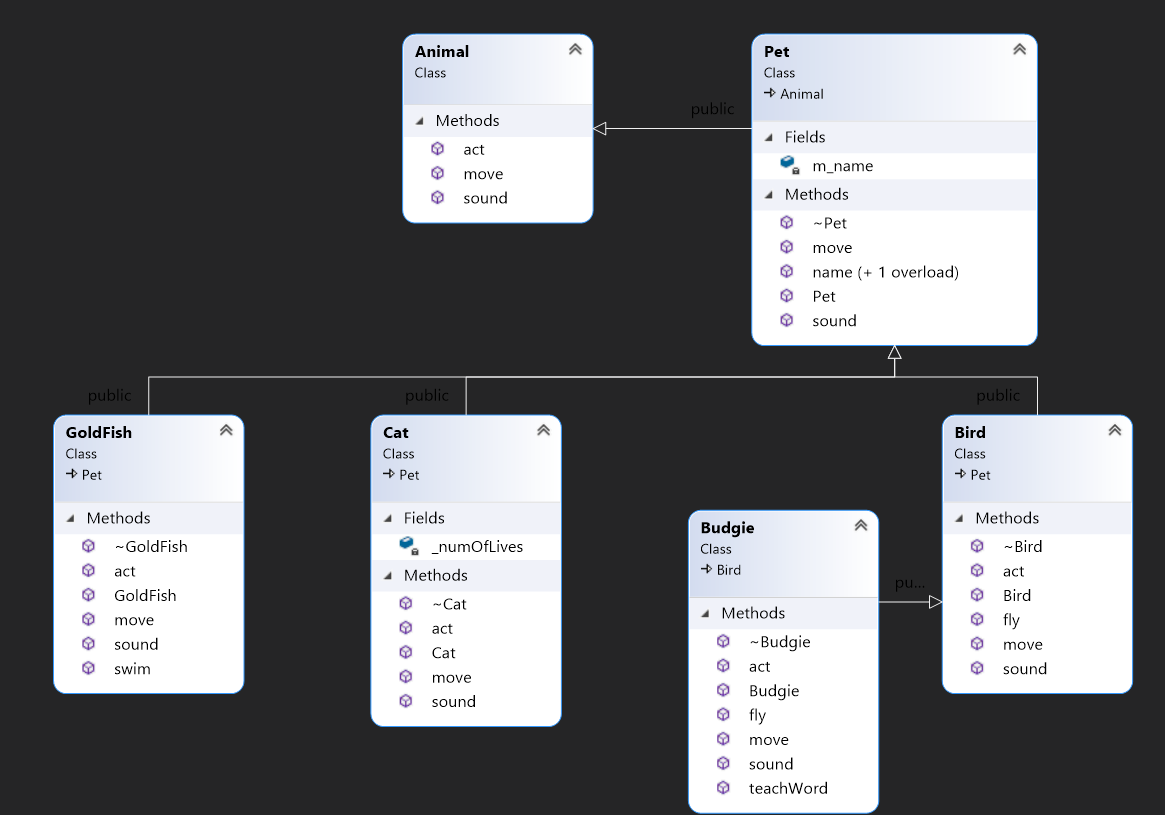 Animal
Class
Methods
act
move
sound
public
Pet
Class
Animal
Fields
m_name
Methods
~Pet
move
name (+ 1 overload)
Pet
sound
public
GoldFish
Class
Pet
Methods
~GoldFish
act
GoldFish
move
sound
swim
public
Cat
Class
Pet
Fields
_numOfLives
Methods
~Cat
act
Cat
move
sound
Budgie
Class
Bird
Methods
~Budgie
act
Budgie
fly
move
sound
teachWord
pu...
public
Bird
Class
Pet
Methods
~Bird
act
Bird
fly
move
sound